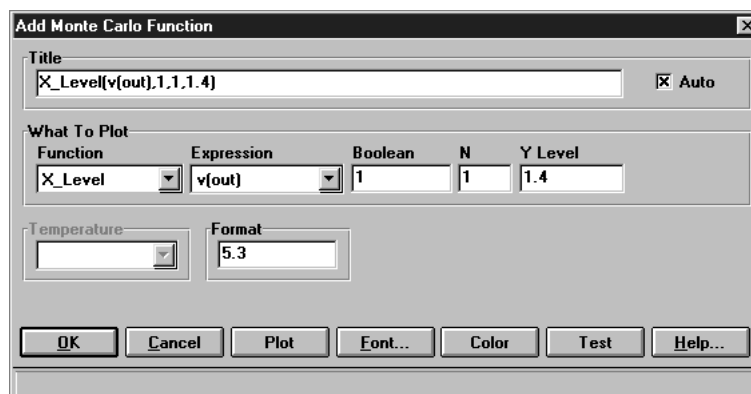 Add Monte Carlo Function
Title
X_Level(v(out),1,1,1.4)
Auto
What To Plot
Function Expression Boolean N Y Level
X_Level v(out) 1 1 1.4
Temperature Format
5.3
OK Cancel Plot Font... Color Test Help...